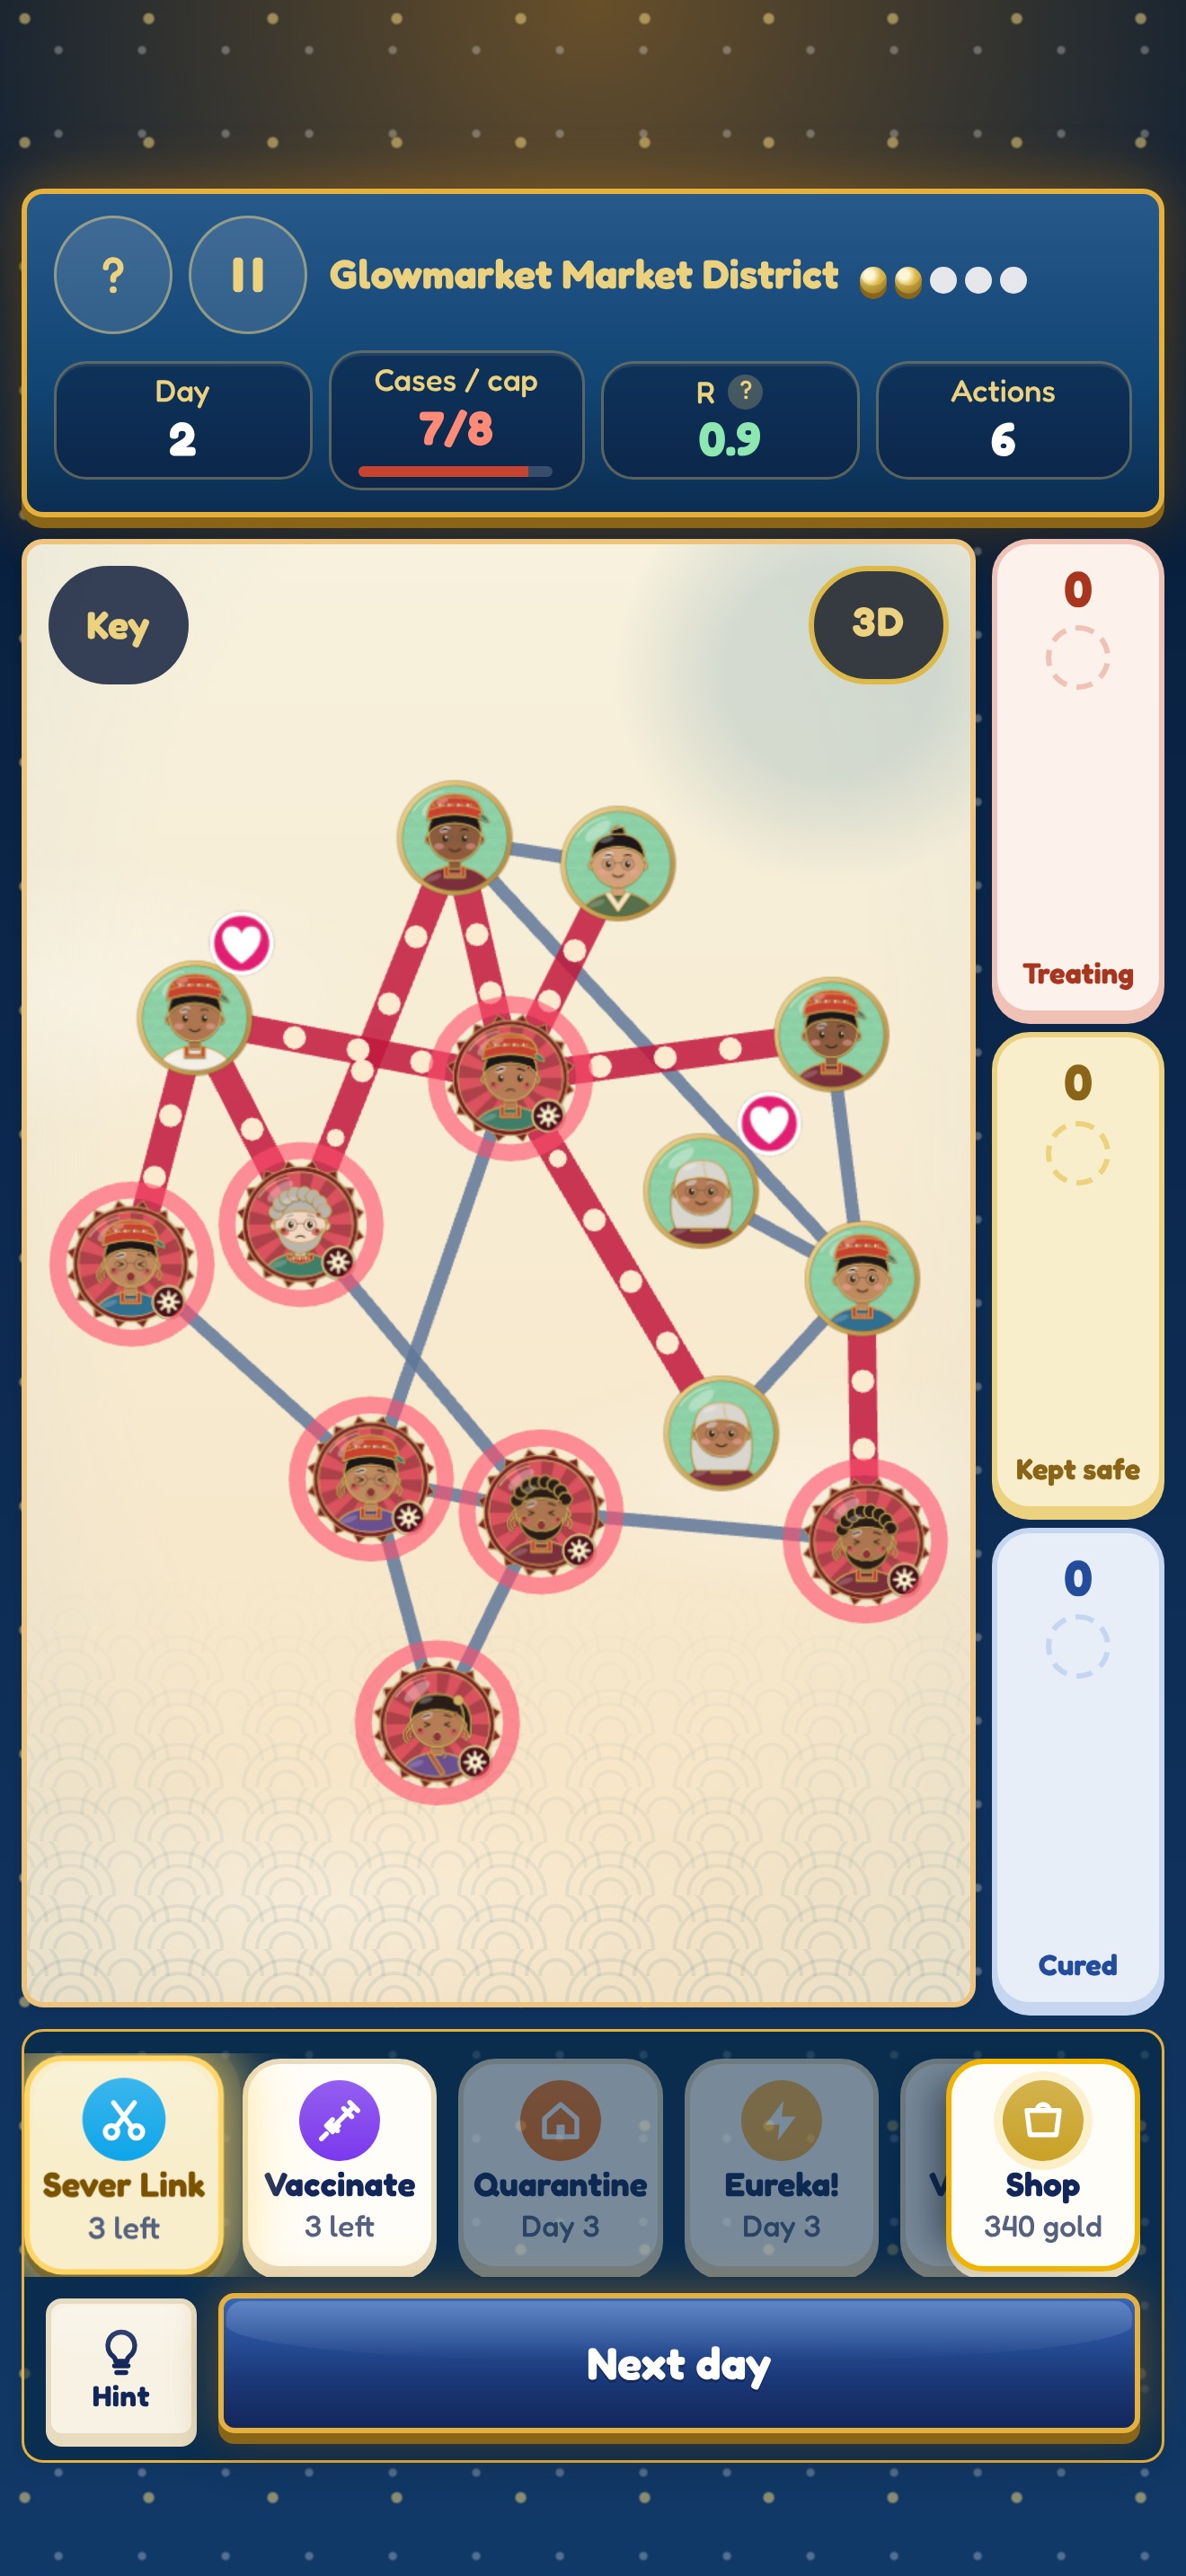 ?
Glowmarket Market District
Day
2
Cases / cap
7/8
R ?
0.9
Actions
6
Key
3D
0
Treating
0
Kept safe
0
Cured
Sever Link
3 left
Vaccinate
3 left
Quarantine
Day 3
Eureka!
Day 3
Shop
340 gold
Hint
Next day